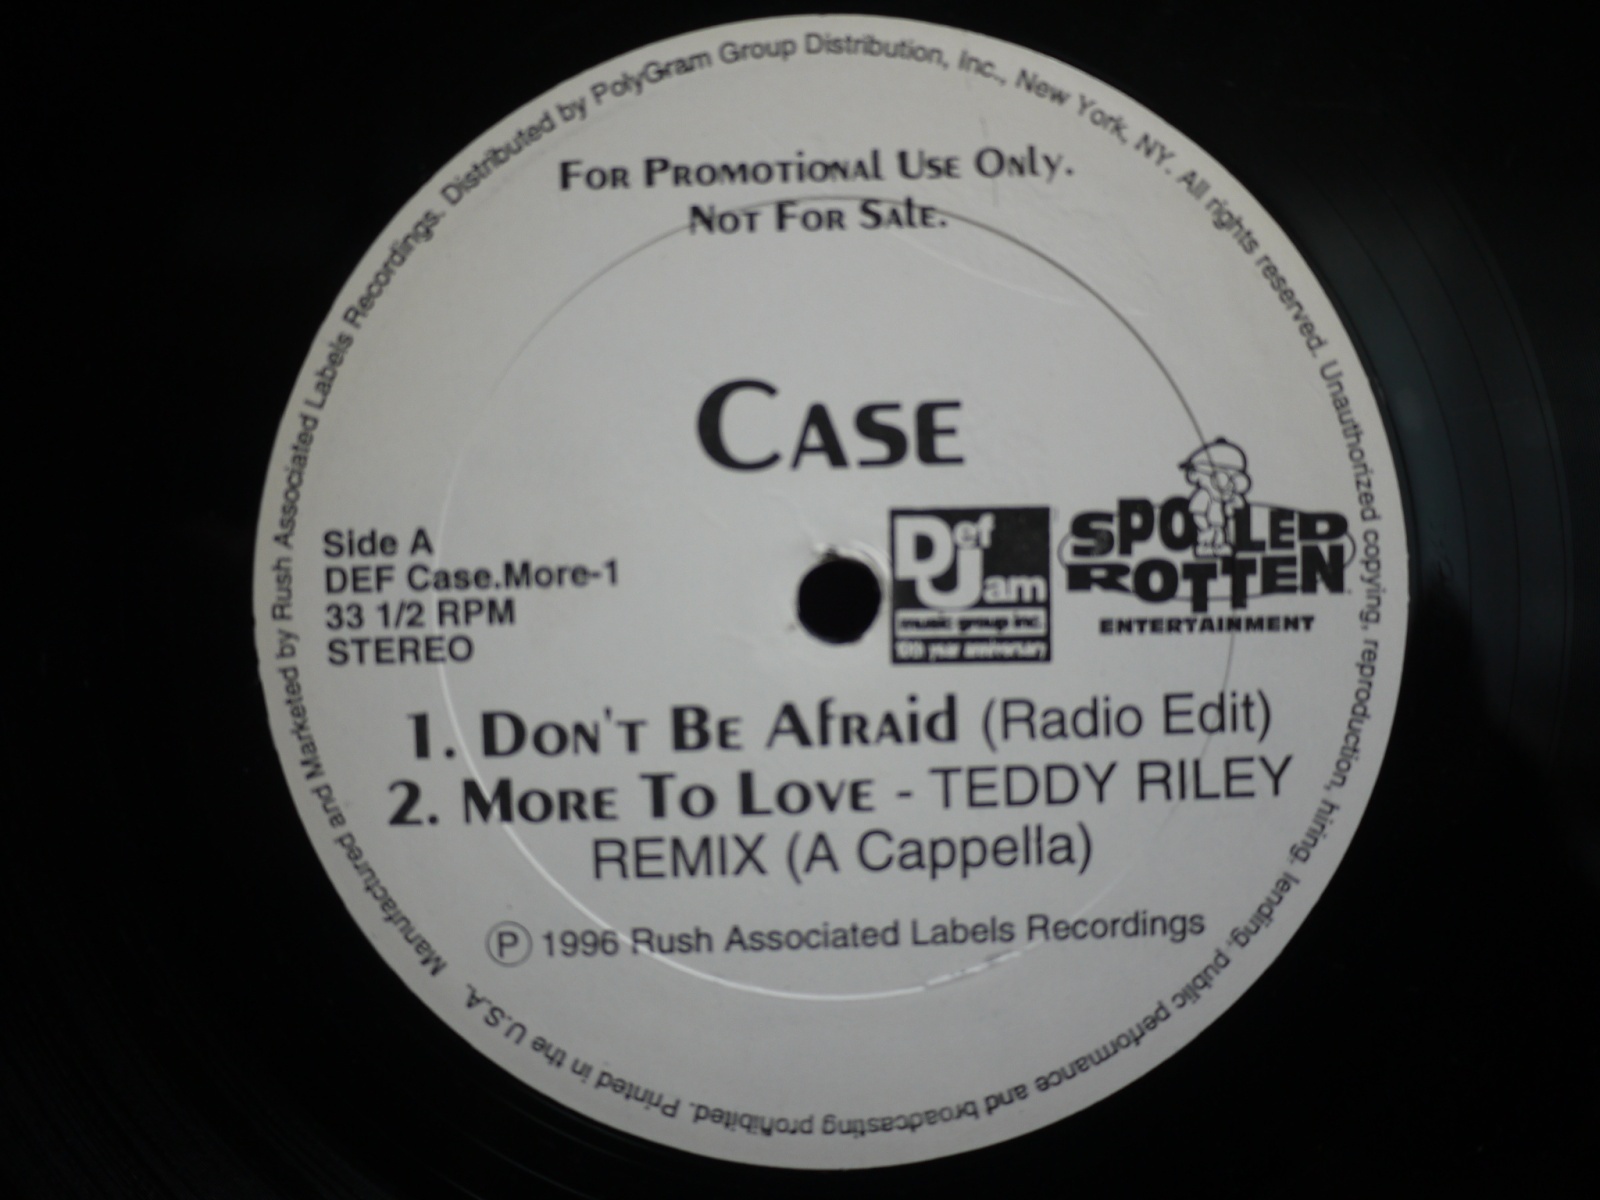 Manufactured and Marketed by Rush Associated Labels Recordings. Distributed by PolyGram Group Distribution, Inc., New York, NY. All rights reserved. Unauthorized copying, reproduction, hiring, lending, public performance and broadcasting prohibited. Printed in the U.S.A.
For Promotional Use Only.
Not For Sale.
Case
Side A
DEF Case.More-1
33 1/2 RPM
STEREO
Def
Jam
music group inc.
10th year anniversary
SPOILED
ROTTEN
ENTERTAINMENT
1. Don't Be Afraid (Radio Edit)
2. More To Love - TEDDY RILEY
REMIX (A Cappella)
Ⓟ 1996 Rush Associated Labels Recordings